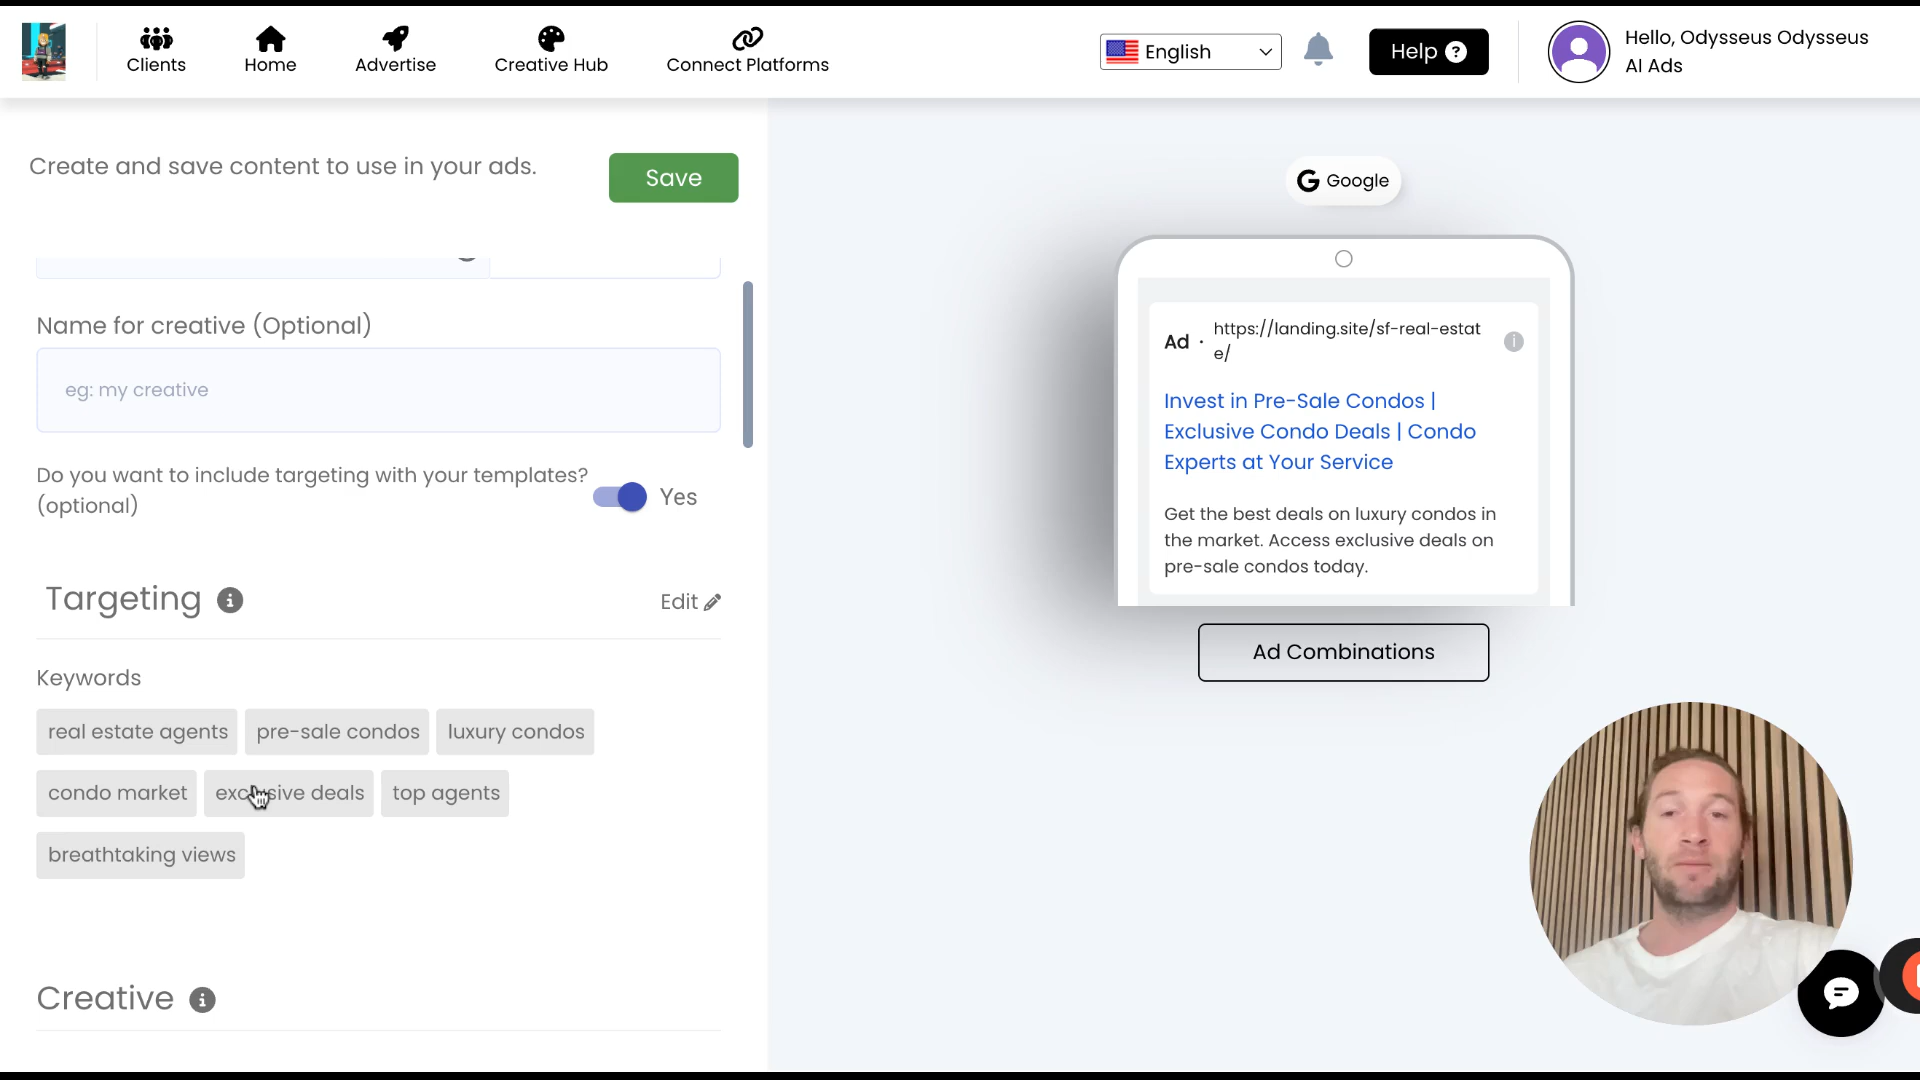 Clients
Home
Advertise
Creative Hub
Connect Platforms
English
Help ?
Hello, Odysseus Odysseus
AI Ads
Create and save content to use in your ads.
Save
Name for creative (Optional)
eg: my creative
Do you want to include targeting with your templates?
(optional)
Yes
Targeting
Edit
Keywords
real estate agents
pre-sale condos
luxury condos
condo market
exclusive deals
top agents
breathtaking views
Creative
Google
Ad ·
https://landing.site/sf-real-estat
e/
Invest in Pre-Sale Condos |
Exclusive Condo Deals | Condo
Experts at Your Service
Get the best deals on luxury condos in
the market. Access exclusive deals on
pre-sale condos today.
Ad Combinations